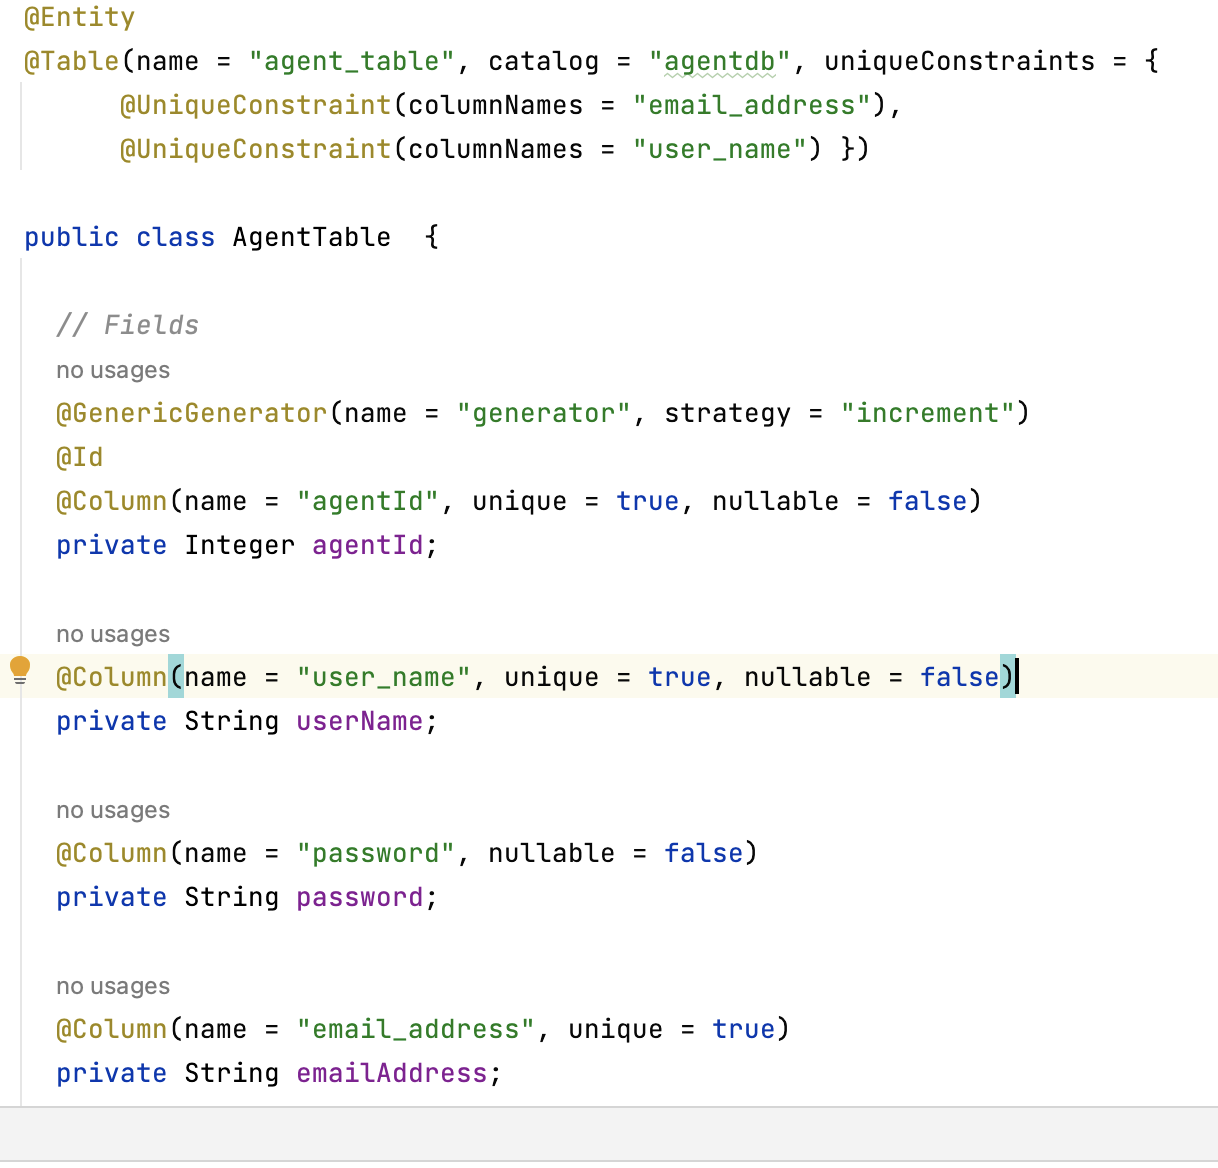 @Entity
@Table(name = "agent_table", catalog = "agentdb", uniqueConstraints = {
@UniqueConstraint(columnNames = "email_address"),
@UniqueConstraint(columnNames = "user_name") })
public class AgentTable  {
// Fields
no usages
@GenericGenerator(name = "generator", strategy = "increment")
@Id
@Column(name = "agentId", unique = true, nullable = false)
private Integer agentId;
no usages
@Column(name = "user_name", unique = true, nullable = false)
private String userName;
no usages
@Column(name = "password", nullable = false)
private String password;
no usages
@Column(name = "email_address", unique = true)
private String emailAddress;